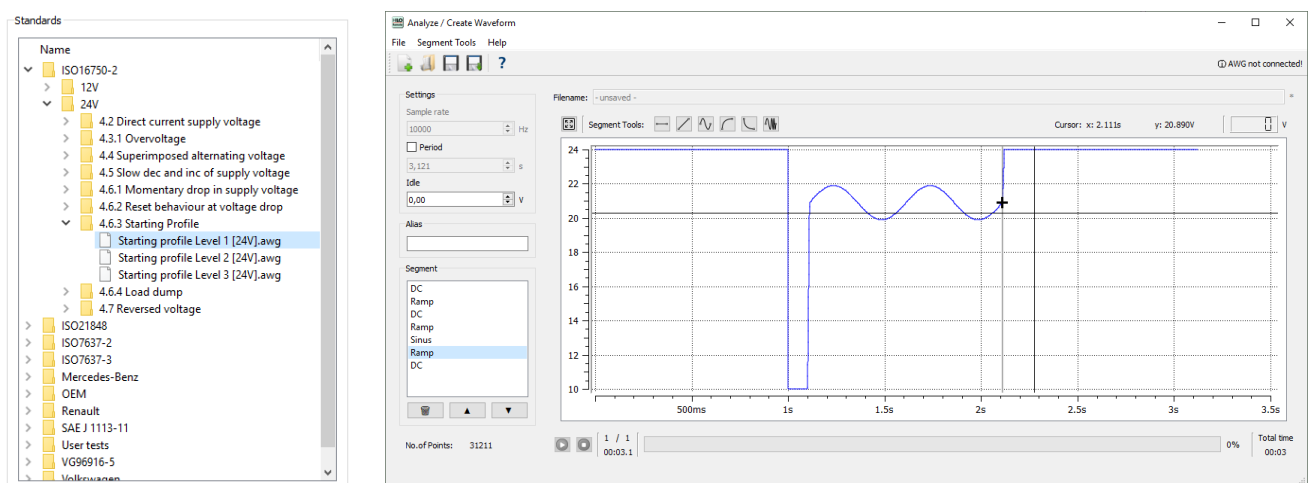 Standards
Name
ISO16750-2
12V
24V
4.2 Direct current supply voltage
4.3.1 Overvoltage
4.4 Superimposed alternating voltage
4.5 Slow dec and inc of supply voltage
4.6.1 Momentary drop in supply voltage
4.6.2 Reset behaviour at voltage drop
4.6.3 Starting Profile
Starting profile Level 1 [24V].awg
Starting profile Level 2 [24V].awg
Starting profile Level 3 [24V].awg
4.6.4 Load dump
4.7 Reversed voltage
ISO21848
ISO7637-2
ISO7637-3
Mercedes-Benz
OEM
Renault
SAE J 1113-11
User tests
VG96916-5
Volkswagen
Analyze / Create Waveform
File Segment Tools Help
? AWG not connected!
Settings
Sample rate
10000 Hz
Period
3,121 s
Idle
0,00 V
Alias
Segment
DC
Ramp
DC
Ramp
Sinus
Ramp
DC
No.of Points: 31211
Filename: - unsaved -
Segment Tools: Cursor: x: 2.111s y: 20.890V 0 V
24
22
20
18
16
14
12
10
500ms 1s 1.5s 2s 2.5s 3s 3.5s
1 / 1
00:03.1
0%
Total time
00:03